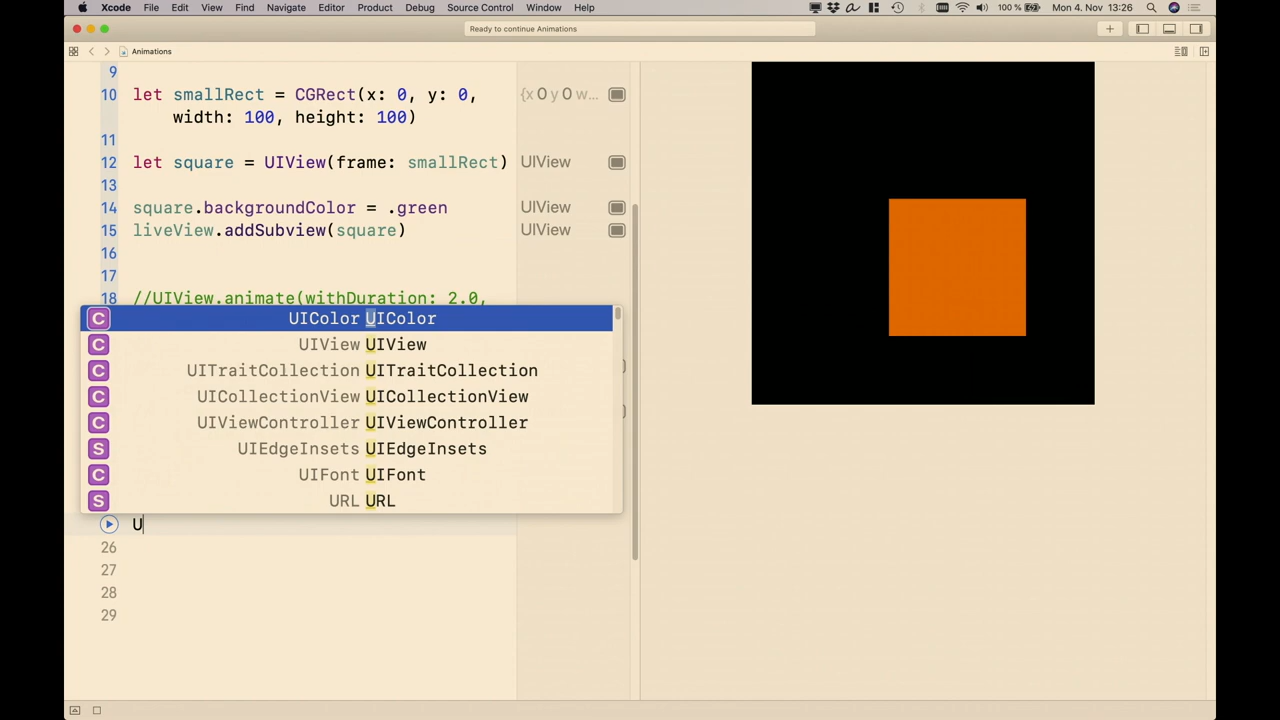 Xcode File Edit View Find Navigate Editor Product Debug Source Control Window Help 100 % Mon 4. Nov 13:26
Ready to continue Animations
Animations
9
10 let smallRect = CGRect(x: 0, y: 0, {x 0 y 0 w...
width: 100, height: 100)
11
12 let square = UIView(frame: smallRect) UIView
13
14 square.backgroundColor = .green UIView
15 liveView.addSubview(square) UIView
16
17
18 //UIView.animate(withDuration: 2.0,
C UIColor UIColor
C UIView UIView
C UITraitCollection UITraitCollection
C UICollectionView UICollectionView
C UIViewController UIViewController
S UIEdgeInsets UIEdgeInsets
C UIFont UIFont
S URL URL
U
26
27
28
29